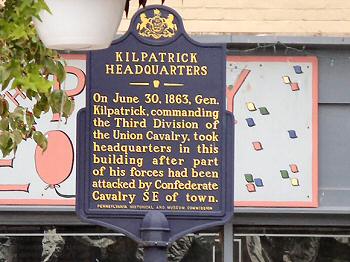 KILPATRICK
HEADQUARTERS
On June 30, 1863, Gen.
Kilpatrick, commanding
the Third Division of
the Union Cavalry, took
headquarters in this
building after part
of his forces had been
attacked by Confederate
Cavalry SE of town.
PENNSYLVANIA HISTORICAL AND MUSEUM COMMISSION